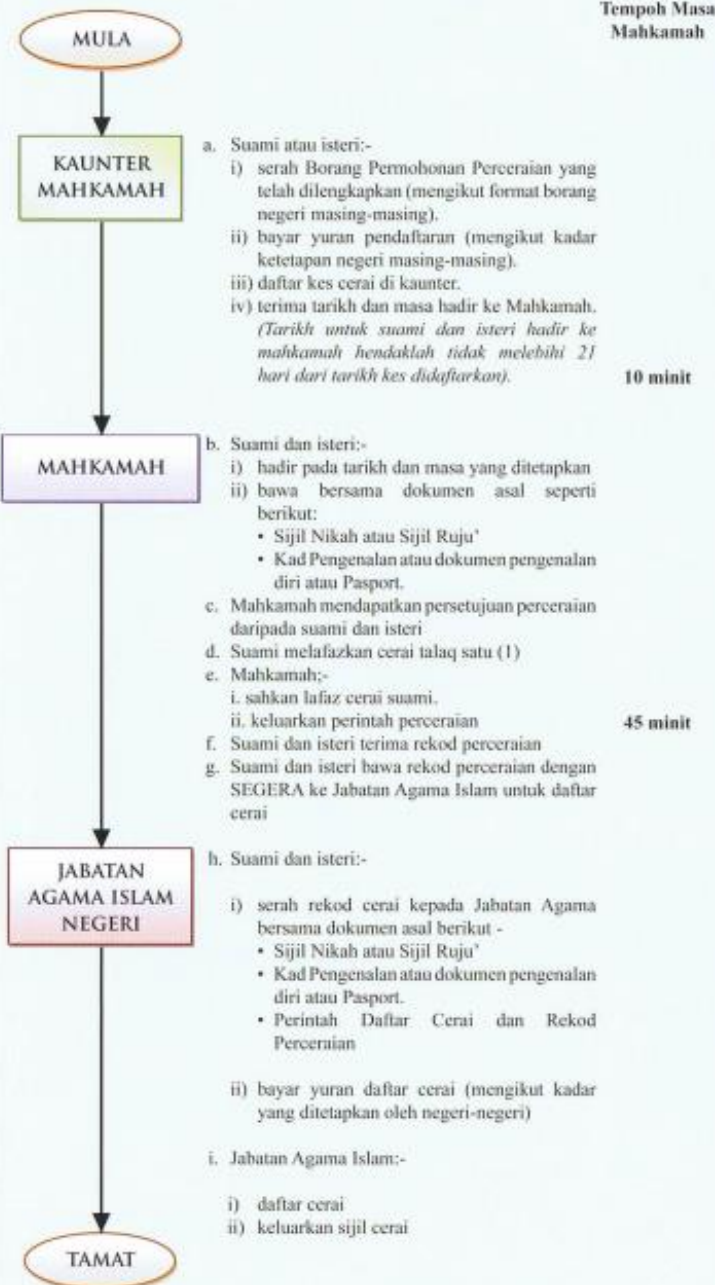 Tempoh Masa
Mahkamah
MULA
KAUNTER
MAHKAMAH
a. Suami atau isteri:-
i) serah Borang Permohonan Perceraian yang
telah dilengkapkan (mengikut format borang
negeri masing-masing).
ii) bayar yuran pendaftaran (mengikut kadar
ketetapan negeri masing-masing).
iii) daftar kes cerai di kaunter.
iv) terima tarikh dan masa hadir ke Mahkamah.
(Tarikh untuk suami dan isteri hadir ke
mahkamah hendaklah tidak melebihi 21
hari dari tarikh kes didaftarkan).
10 minit
MAHKAMAH
b. Suami dan isteri:-
i) hadir pada tarikh dan masa yang ditetapkan
ii) bawa bersama dokumen asal seperti
berikut:
• Sijil Nikah atau Sijil Ruju'
• Kad Pengenalan atau dokumen pengenalan
diri atau Pasport.
c. Mahkamah mendapatkan persetujuan perceraian
daripada suami dan isteri
d. Suami melafazkan cerai talaq satu (1)
e. Mahkamah:-
i. sahkan lafaz cerai suami.
ii. keluarkan perintah perceraian
45 minit
f. Suami dan isteri terima rekod perceraian
g. Suami dan isteri bawa rekod perceraian dengan
SEGERA ke Jabatan Agama Islam untuk daftar
cerai
JABATAN
AGAMA ISLAM
NEGERI
h. Suami dan isteri:-
i) serah rekod cerai kepada Jabatan Agama
bersama dokumen asal berikut -
• Sijil Nikah atau Sijil Ruju'
• Kad Pengenalan atau dokumen pengenalan
diri atau Pasport.
• Perintah Daftar Cerai dan Rekod
Perceraian
ii) bayar yuran daftar cerai (mengikut kadar
yang ditetapkan oleh negeri-negeri)
i. Jabatan Agama Islam:-
i) daftar cerai
ii) keluarkan sijil cerai
TAMAT